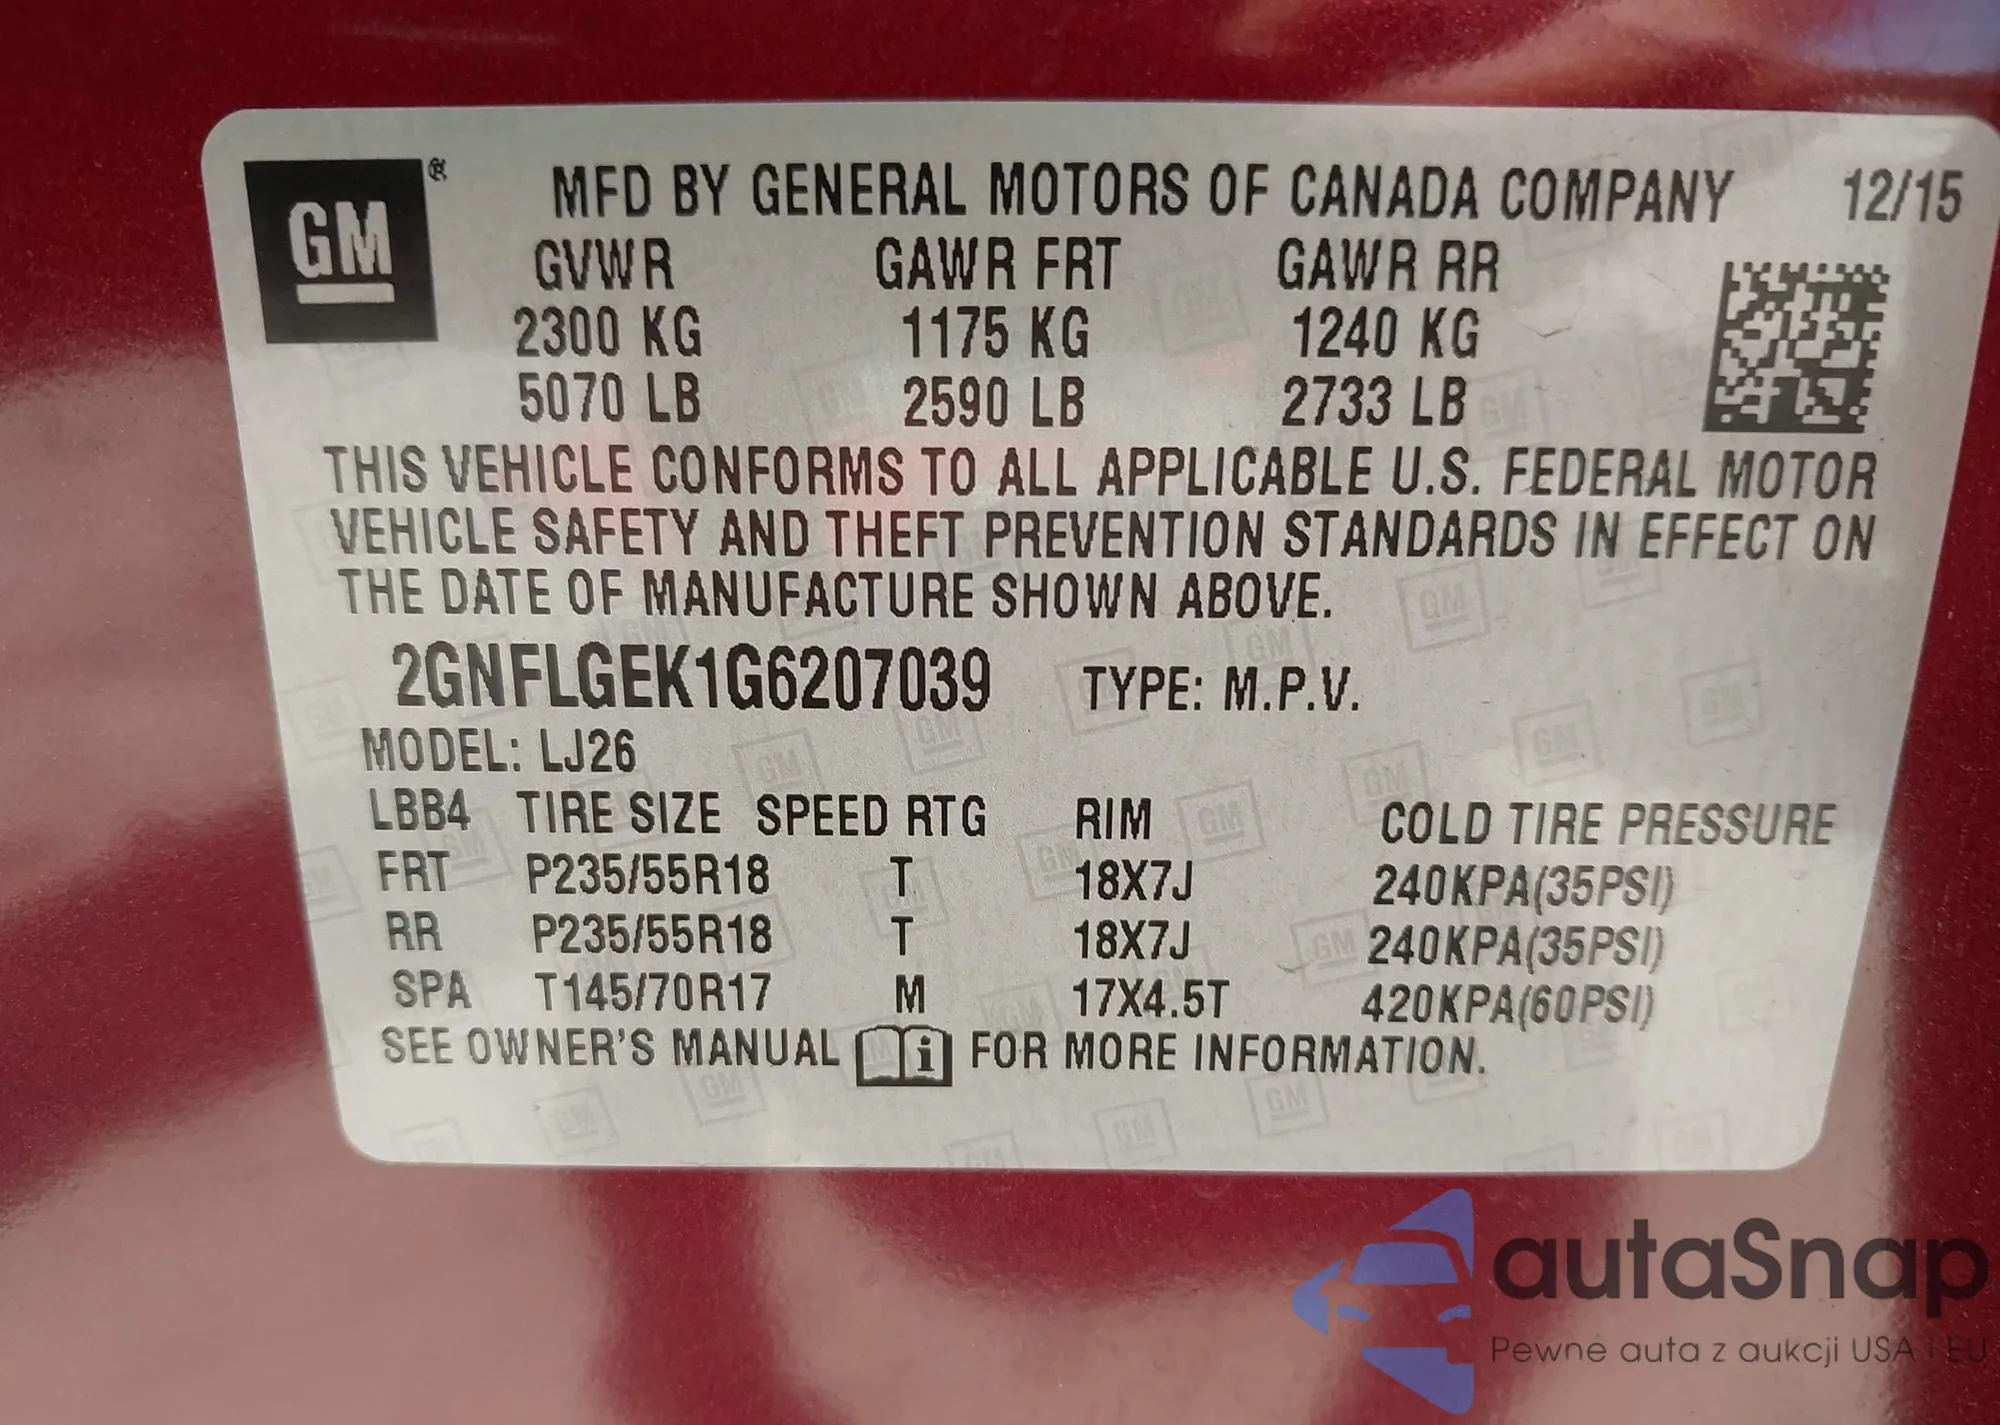 GM ®
MFD BY GENERAL MOTORS OF CANADA COMPANY 12/15
GVWR GAWR FRT GAWR RR
2300 KG 1175 KG 1240 KG
5070 LB 2590 LB 2733 LB
THIS VEHICLE CONFORMS TO ALL APPLICABLE U.S. FEDERAL MOTOR
VEHICLE SAFETY AND THEFT PREVENTION STANDARDS IN EFFECT ON
THE DATE OF MANUFACTURE SHOWN ABOVE.
2GNFLGEK1G6207039 TYPE: M.P.V.
MODEL: LJ26
LBB4 TIRE SIZE SPEED RTG RIM COLD TIRE PRESSURE
FRT P235/55R18 T 18X7J 240KPA(35PSI)
RR P235/55R18 T 18X7J 240KPA(35PSI)
SPA T145/70R17 M 17X4.5T 420KPA(60PSI)
SEE OWNER'S MANUAL i FOR MORE INFORMATION.
autaSnap
Pewne auta z aukcji USA i EU